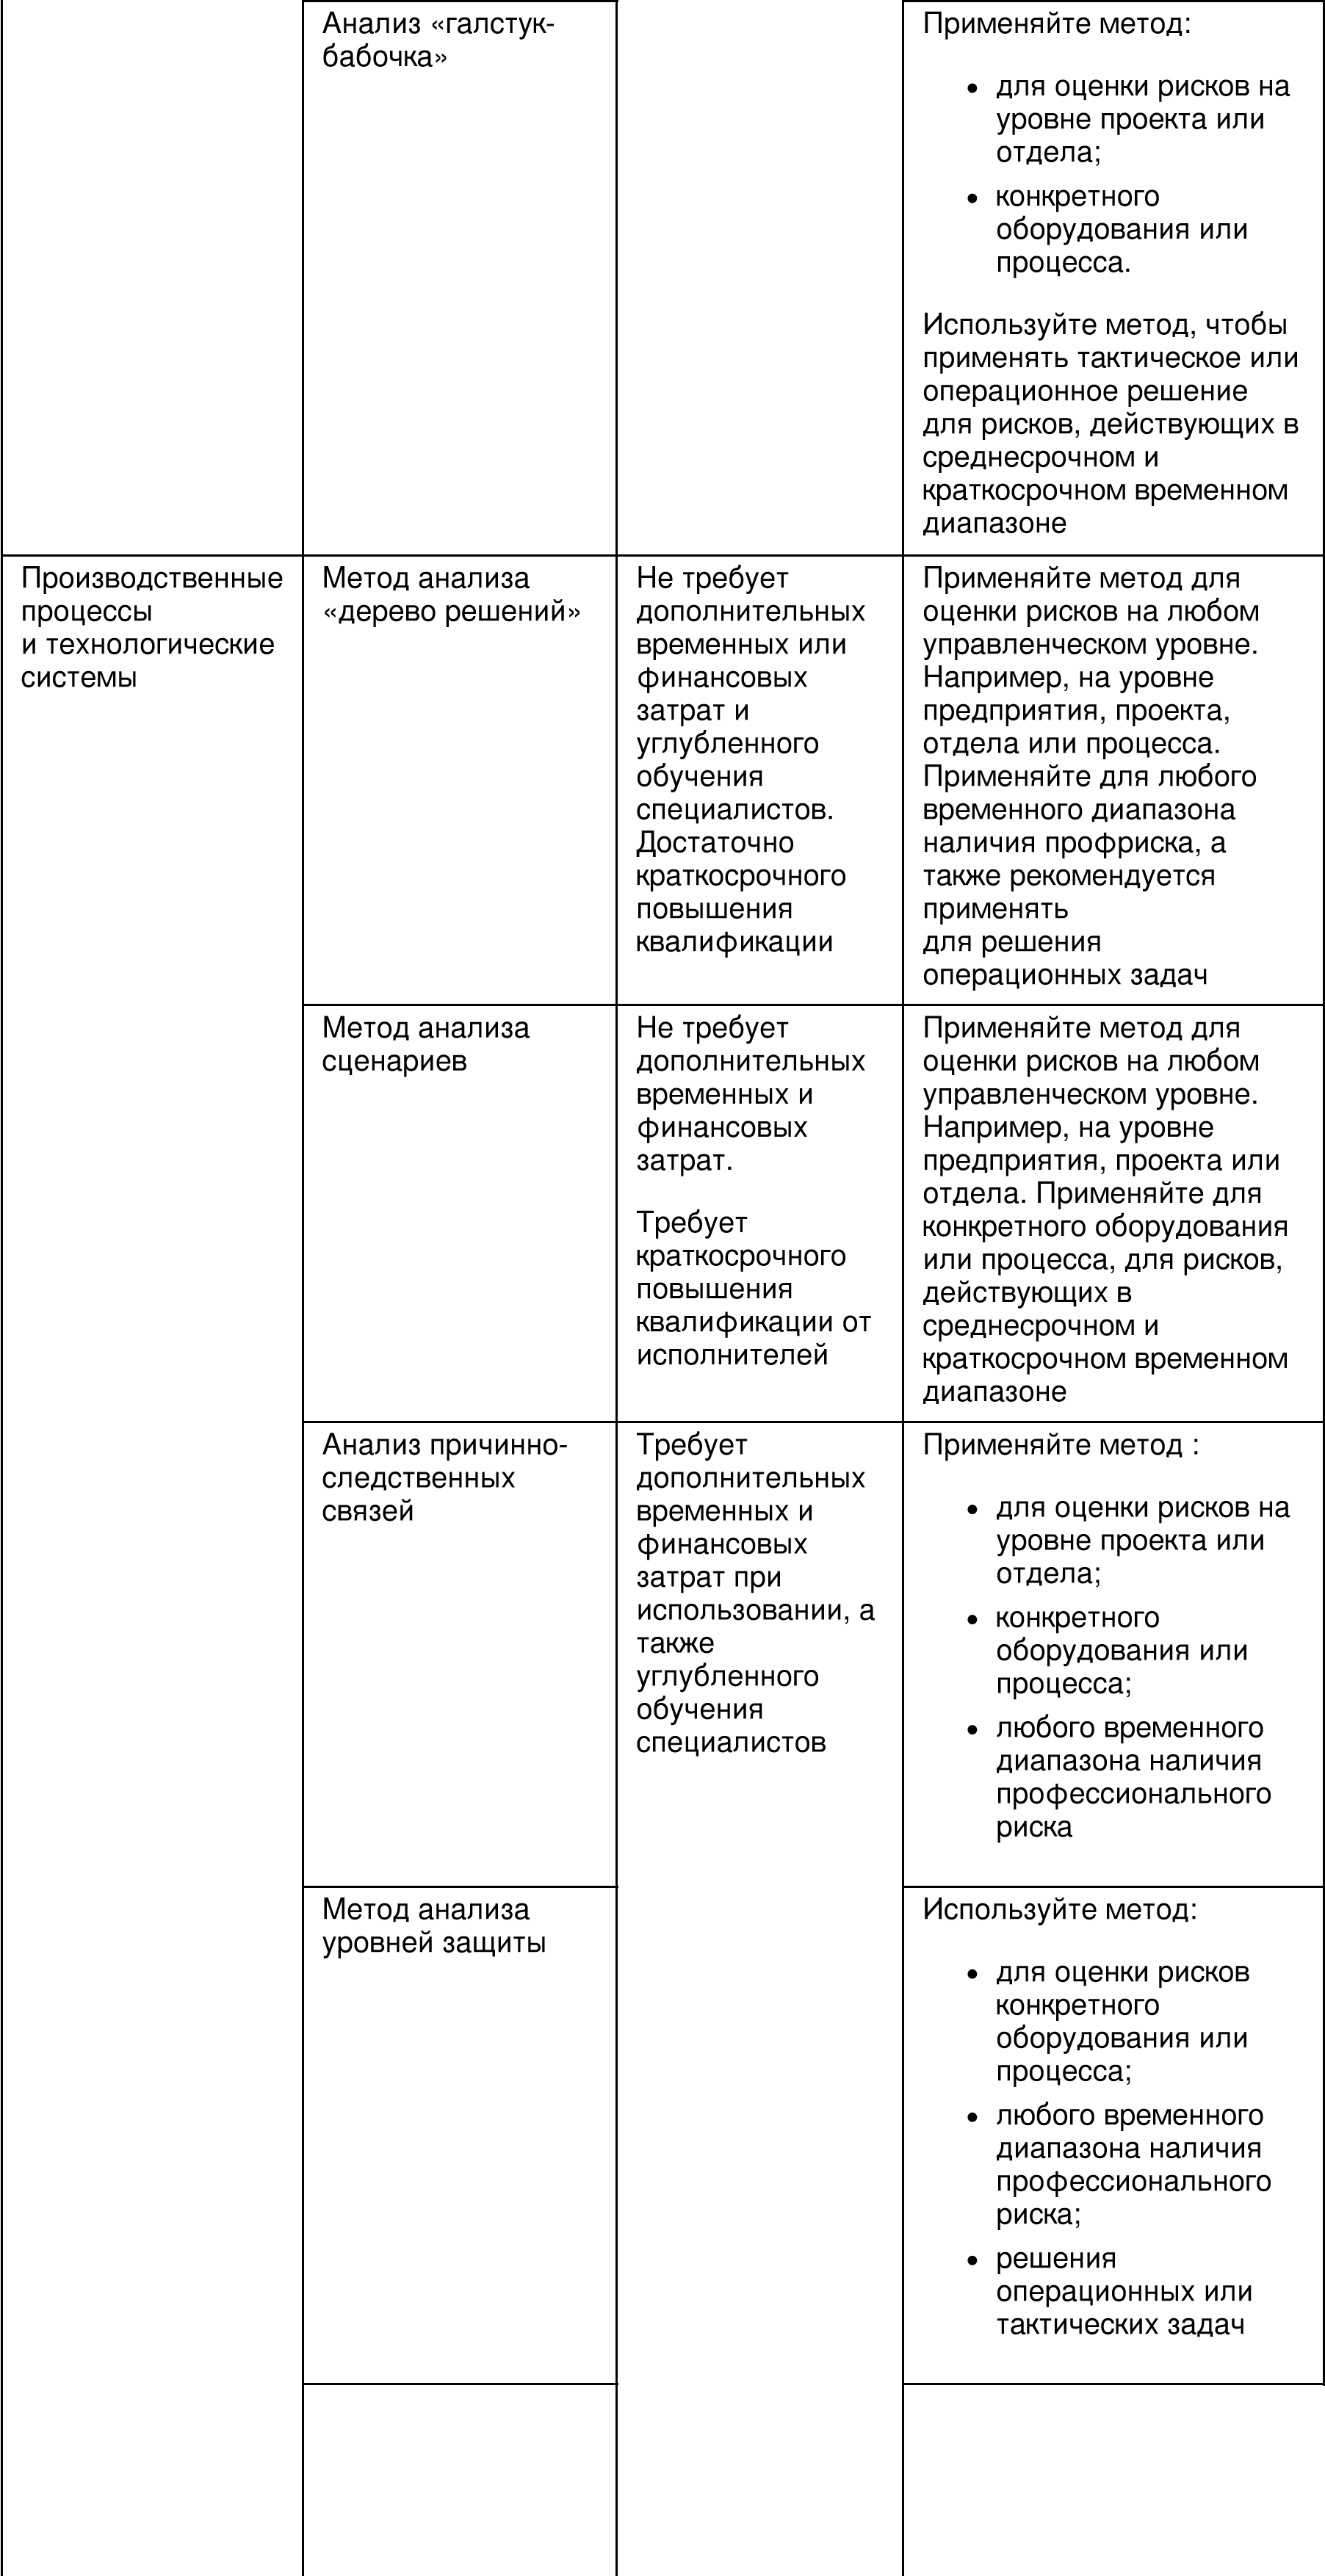 Анализ «галстук-
бабочка»
Применяйте метод:
• для оценки рисков на
уровне проекта или
отдела;
• конкретного
оборудования или
процесса.
Используйте метод, чтобы
применять тактическое или
операционное решение
для рисков, действующих в
среднесрочном и
краткосрочном временном
диапазоне
Производственные
процессы
и технологические
системы
Метод анализа
«дерево решений»
Не требует
дополнительных
временных или
финансовых
затрат и
углубленного
обучения
специалистов.
Достаточно
краткосрочного
повышения
квалификации
Применяйте метод для
оценки рисков на любом
управленческом уровне.
Например, на уровне
предприятия, проекта,
отдела или процесса.
Применяйте для любого
временного диапазона
наличия профриска, а
также рекомендуется
применять
для решения
операционных задач
Метод анализа
сценариев
Не требует
дополнительных
временных и
финансовых
затрат.
Требует
краткосрочного
повышения
квалификации от
исполнителей
Применяйте метод для
оценки рисков на любом
управленческом уровне.
Например, на уровне
предприятия, проекта или
отдела. Применяйте для
конкретного оборудования
или процесса, для рисков,
действующих в
среднесрочном и
краткосрочном временном
диапазоне
Анализ причинно-
следственных
связей
Требует
дополнительных
временных и
финансовых
затрат при
использовании, а
также
углубленного
обучения
специалистов
Применяйте метод :
• для оценки рисков на
уровне проекта или
отдела;
• конкретного
оборудования или
процесса;
• любого временного
диапазона наличия
профессионального
риска
Метод анализа
уровней защиты
Используйте метод:
• для оценки рисков
конкретного
оборудования или
процесса;
• любого временного
диапазона наличия
профессионального
риска;
• решения
операционных или
тактических задач